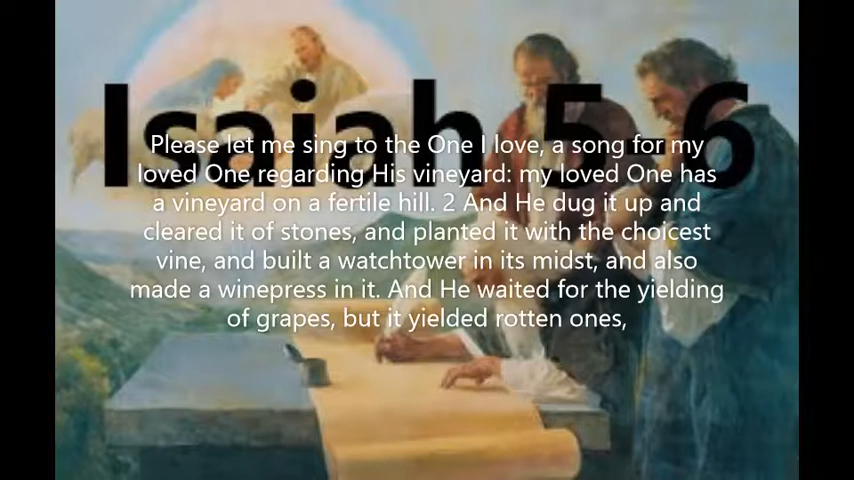 Isaiah 5-6
Please let me sing to the One I love, a song for my
loved One regarding His vineyard: my loved One has
a vineyard on a fertile hill. 2 And He dug it up and
cleared it of stones, and planted it with the choicest
vine, and built a watchtower in its midst, and also
made a winepress in it. And He waited for the yielding
of grapes, but it yielded rotten ones,